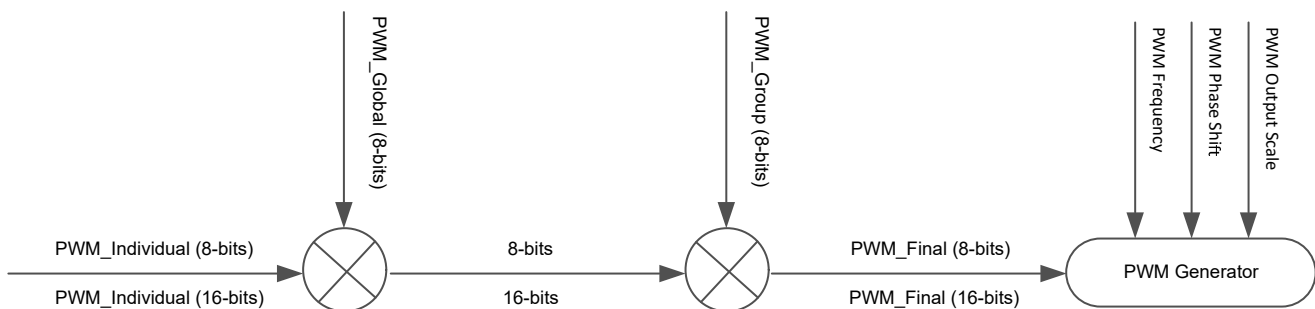 PWM_Global (8-bits)
PWM_Group (8-bits)
PWM Frequency
PWM Phase Shift
PWM Output Scale
PWM_Individual (8-bits)
8-bits
PWM_Final (8-bits)
PWM Generator
PWM_Individual (16-bits)
16-bits
PWM_Final (16-bits)